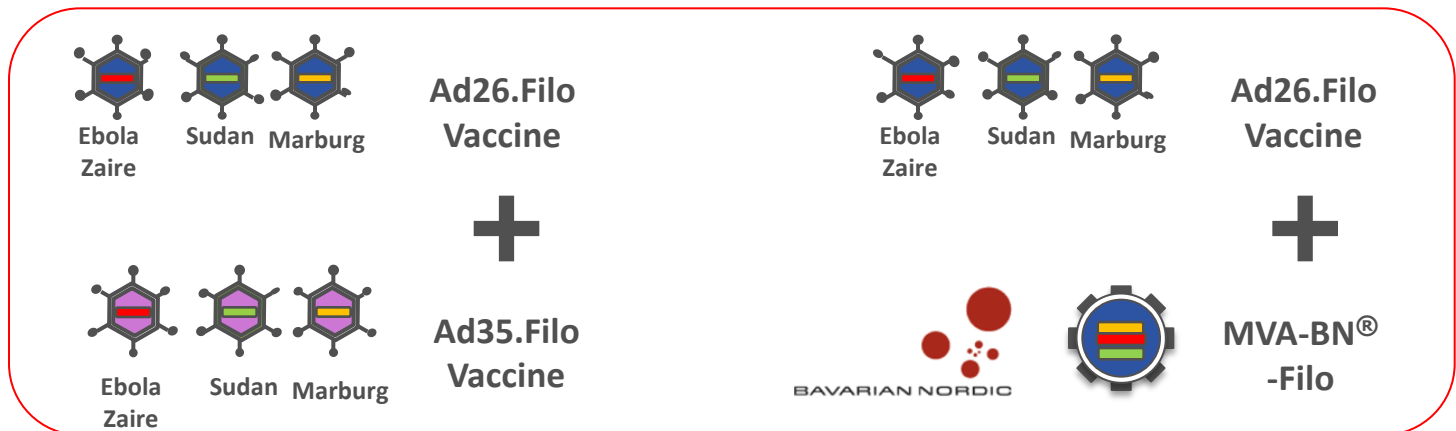 Ebola
Zaire
Sudan
Marburg
Ad26.Filo
Vaccine
Ebola
Zaire
Sudan
Marburg
Ad35.Filo
Vaccine
Ebola
Zaire
Sudan
Marburg
Ad26.Filo
Vaccine
BAVARIAN NORDIC
MVA-BN®
-Filo